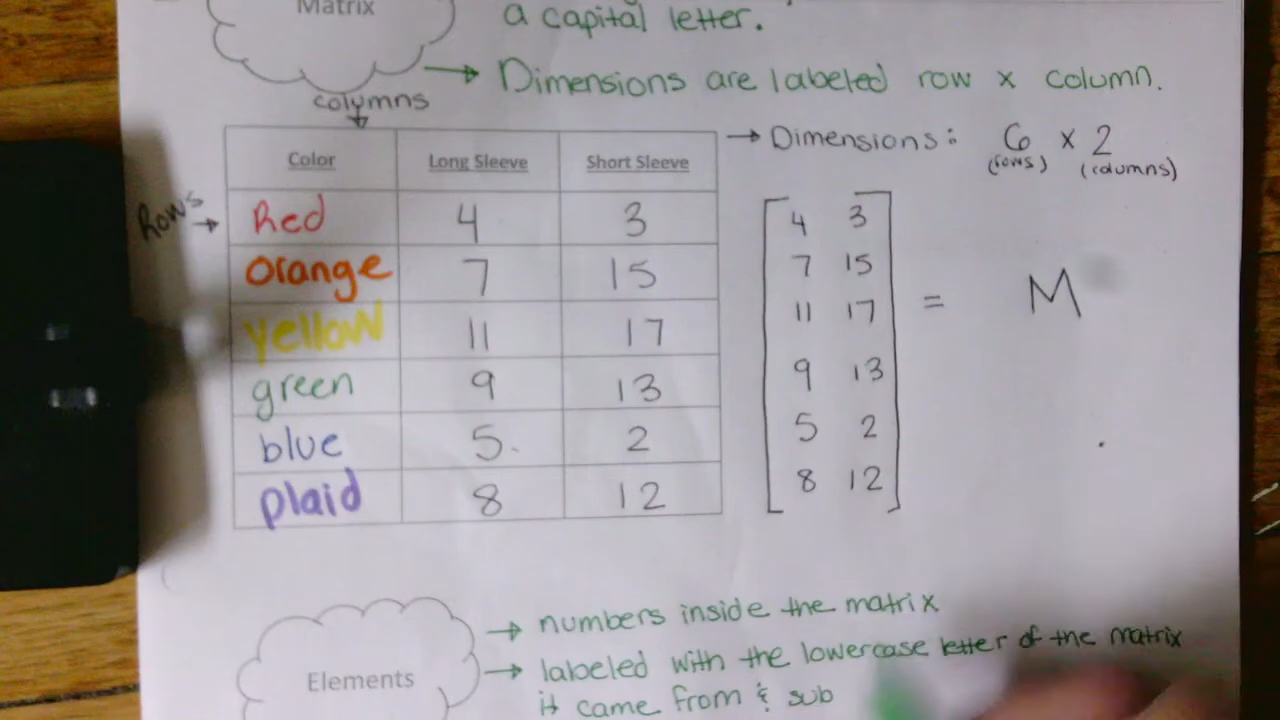 Matrix
a capital letter.
→ Dimensions are labeled row x column.
columns
→ Dimensions: 6 x 2
(rows) (columns)
Color Long Sleeve Short Sleeve
Rows →
Red 4 3
orange 7 15
yellow 11 17
green 9 13
blue 5 2
plaid 8 12
4 3
7 15
11 17
9 13
5 2
8 12
= M
Elements
→ numbers inside the matrix
→ labeled with the lowercase letter of the matrix
it came from & sub